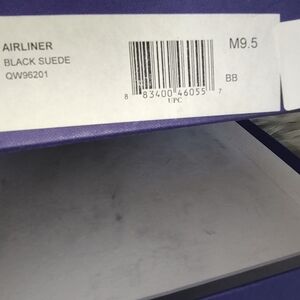 AIRLINER
BLACK SUEDE
QW96201
M9.5
BB
8 83400 46055 7
UPC